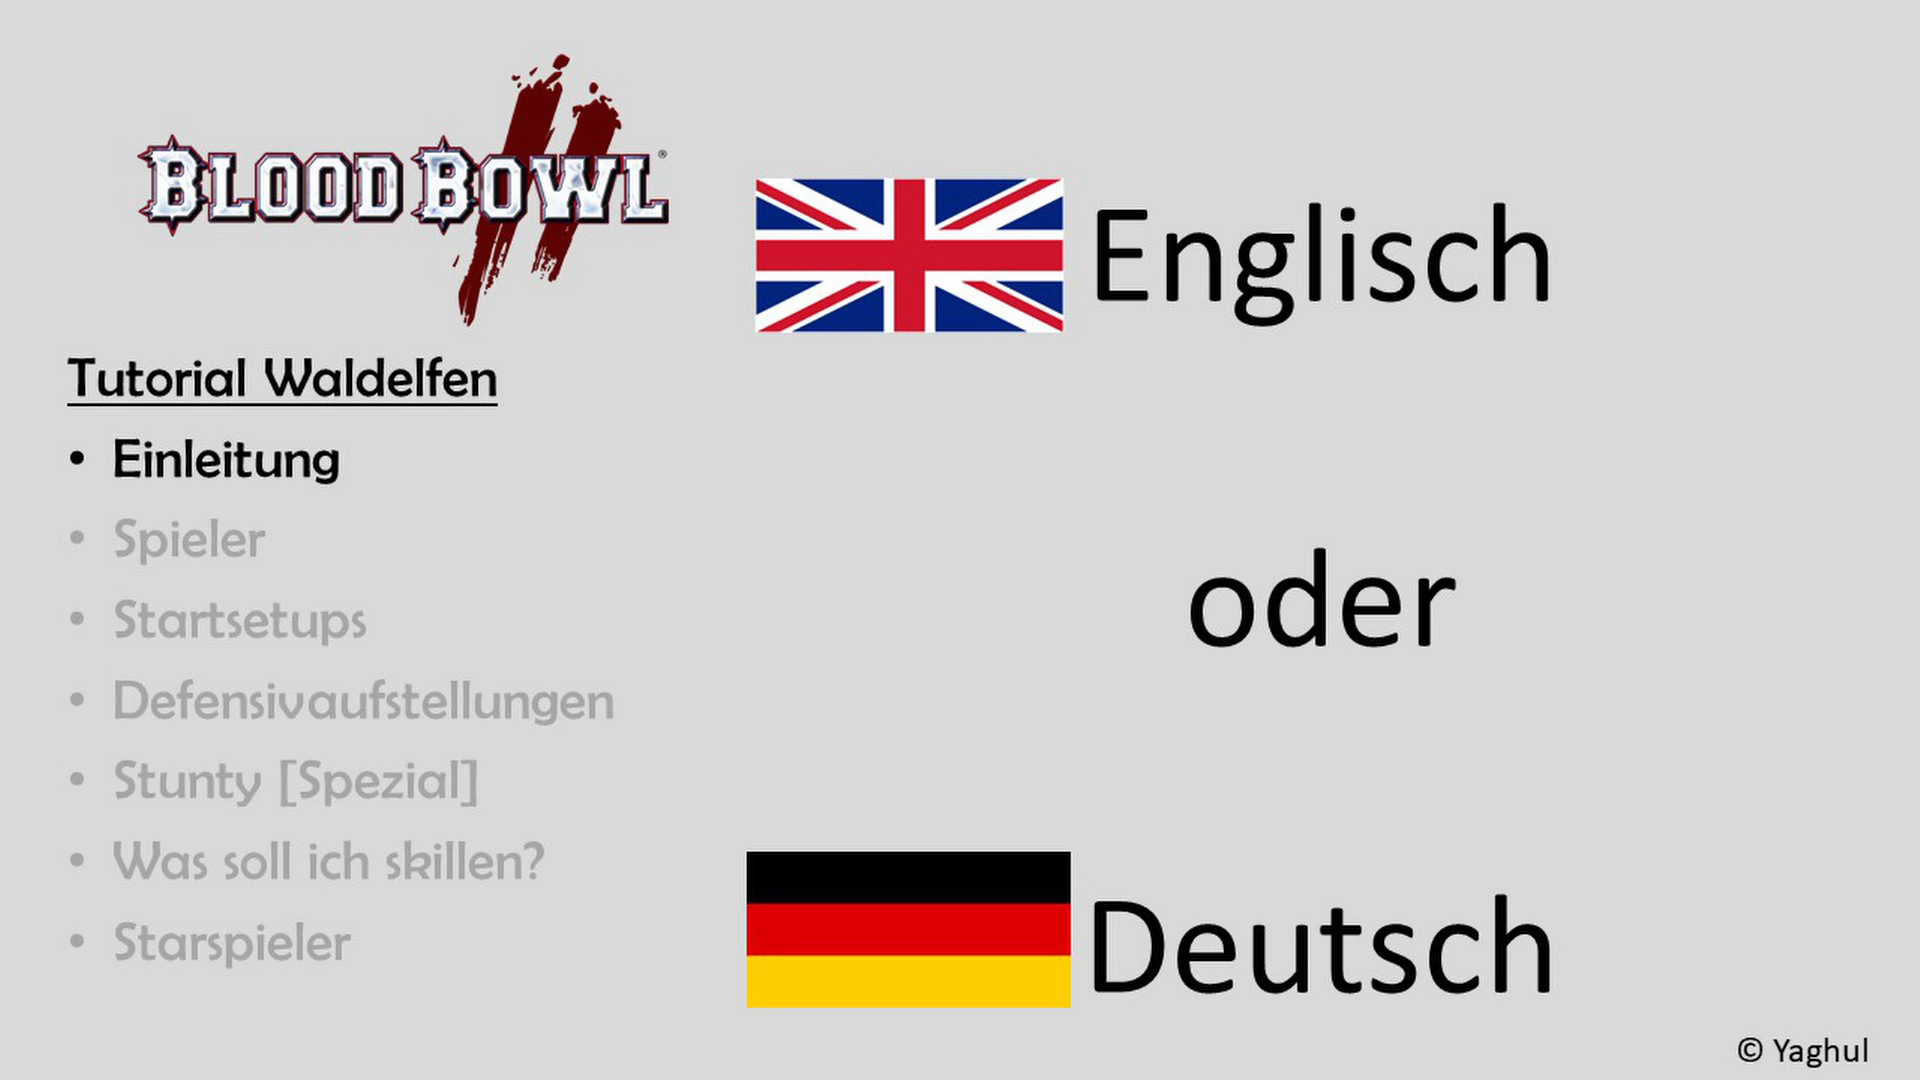 BLOOD BOWL II ®
Tutorial Waldelfen
• Einleitung
• Spieler
• Startsetups
• Defensivaufstellungen
• Stunty [Spezial]
• Was soll ich skillen?
• Starspieler
Englisch
oder
Deutsch
© Yaghul